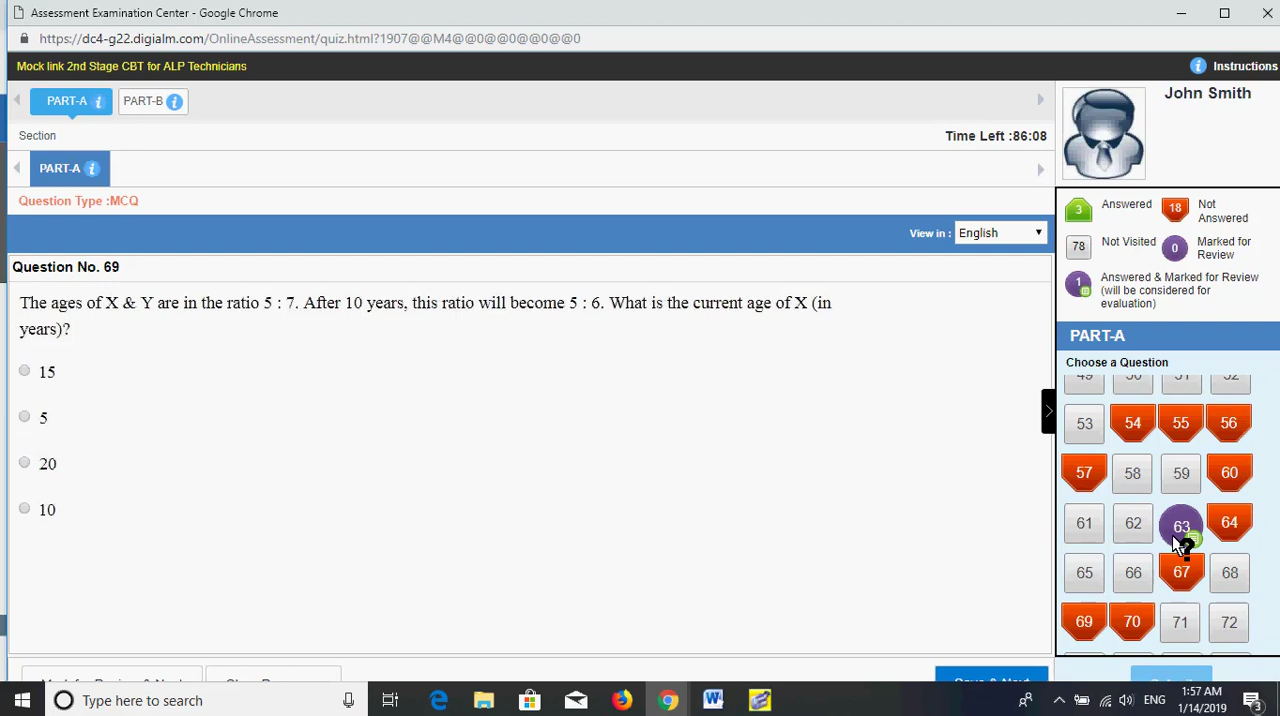 Assessment Examination Center - Google Chrome
https://dc4-g22.digialm.com/OnlineAssessment/quiz.html?1907@@M4@@0@@0@@0@@0
Mock link 2nd Stage CBT for ALP Technicians
Instructions
PART-A i
PART-B i
John Smith
Section
Time Left :86:08
PART-A i
Question Type :MCQ
View in : English
3 Answered
18 Not Answered
78 Not Visited
0 Marked for Review
1 Answered & Marked for Review
(will be considered for
evaluation)
Question No. 69
The ages of X & Y are in the ratio 5 : 7. After 10 years, this ratio will become 5 : 6. What is the current age of X (in
years)?
15
5
20
10
PART-A
Choose a Question
49 50 51 52
53 54 55 56
57 58 59 60
61 62 63 64
65 66 67 68
69 70 71 72
Type here to search
ENG
1:57 AM
1/14/2019
3